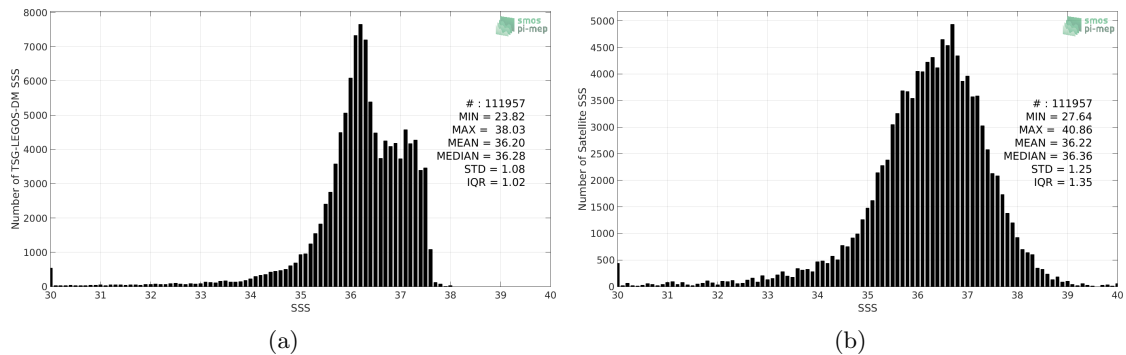 8000
7000
6000
5000
4000
3000
2000
1000
0
Number of TSG-LEGOS-DM SSS
smos
pi-mep
# : 111957
MIN = 23.82
MAX = 38.03
MEAN = 36.20
MEDIAN = 36.28
STD = 1.08
IQR = 1.02
30 31 32 33 34 35 36 37 38 39 40
SSS
(a)
5000
4500
4000
3500
3000
2500
2000
1500
1000
500
0
Number of Satellite SSS
smos
pi-mep
# : 111957
MIN = 27.64
MAX = 40.86
MEAN = 36.22
MEDIAN = 36.36
STD = 1.25
IQR = 1.35
30 31 32 33 34 35 36 37 38 39 40
SSS
(b)